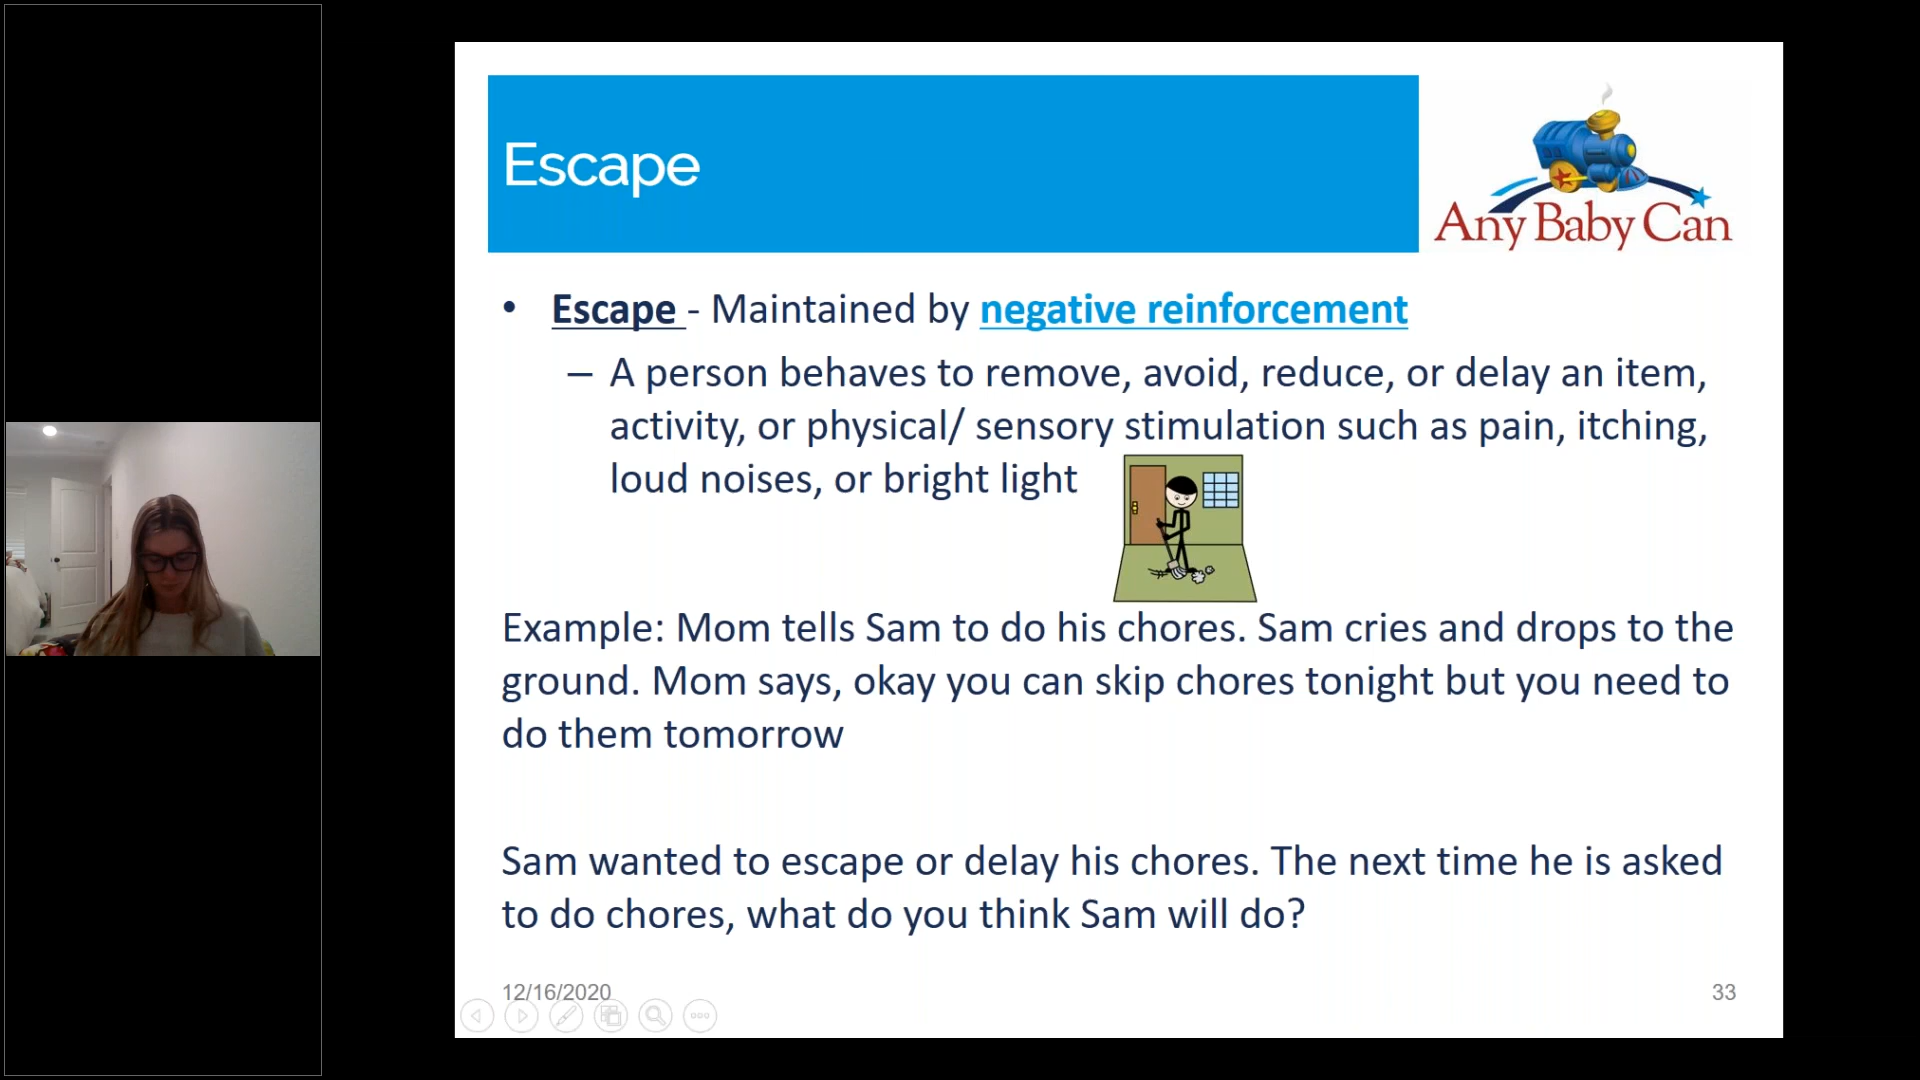 Escape
Any Baby Can
• Escape - Maintained by negative reinforcement
– A person behaves to remove, avoid, reduce, or delay an item,
activity, or physical/ sensory stimulation such as pain, itching,
loud noises, or bright light
Example: Mom tells Sam to do his chores. Sam cries and drops to the
ground. Mom says, okay you can skip chores tonight but you need to
do them tomorrow
Sam wanted to escape or delay his chores. The next time he is asked
to do chores, what do you think Sam will do?
12/16/2020
33